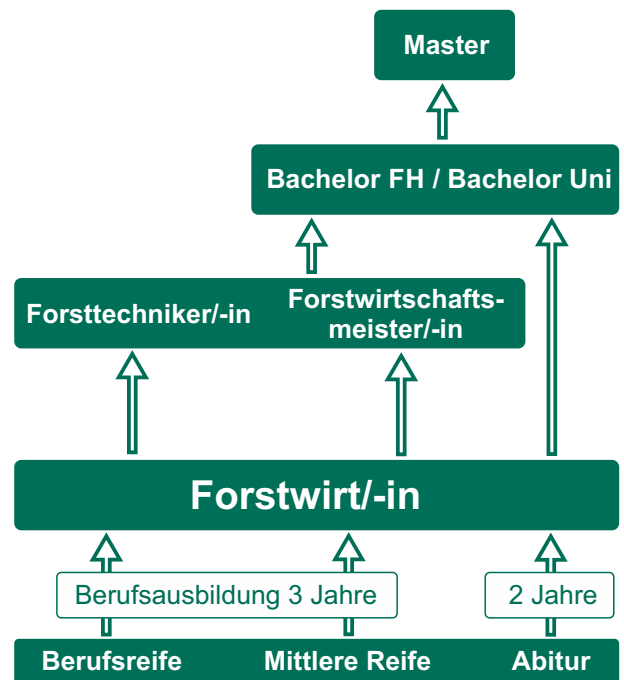 Master
Bachelor FH / Bachelor Uni
Forsttechniker/-in
Forstwirtschafts-
meister/-in
Forstwirt/-in
Berufsausbildung 3 Jahre
2 Jahre
Berufsreife
Mittlere Reife
Abitur